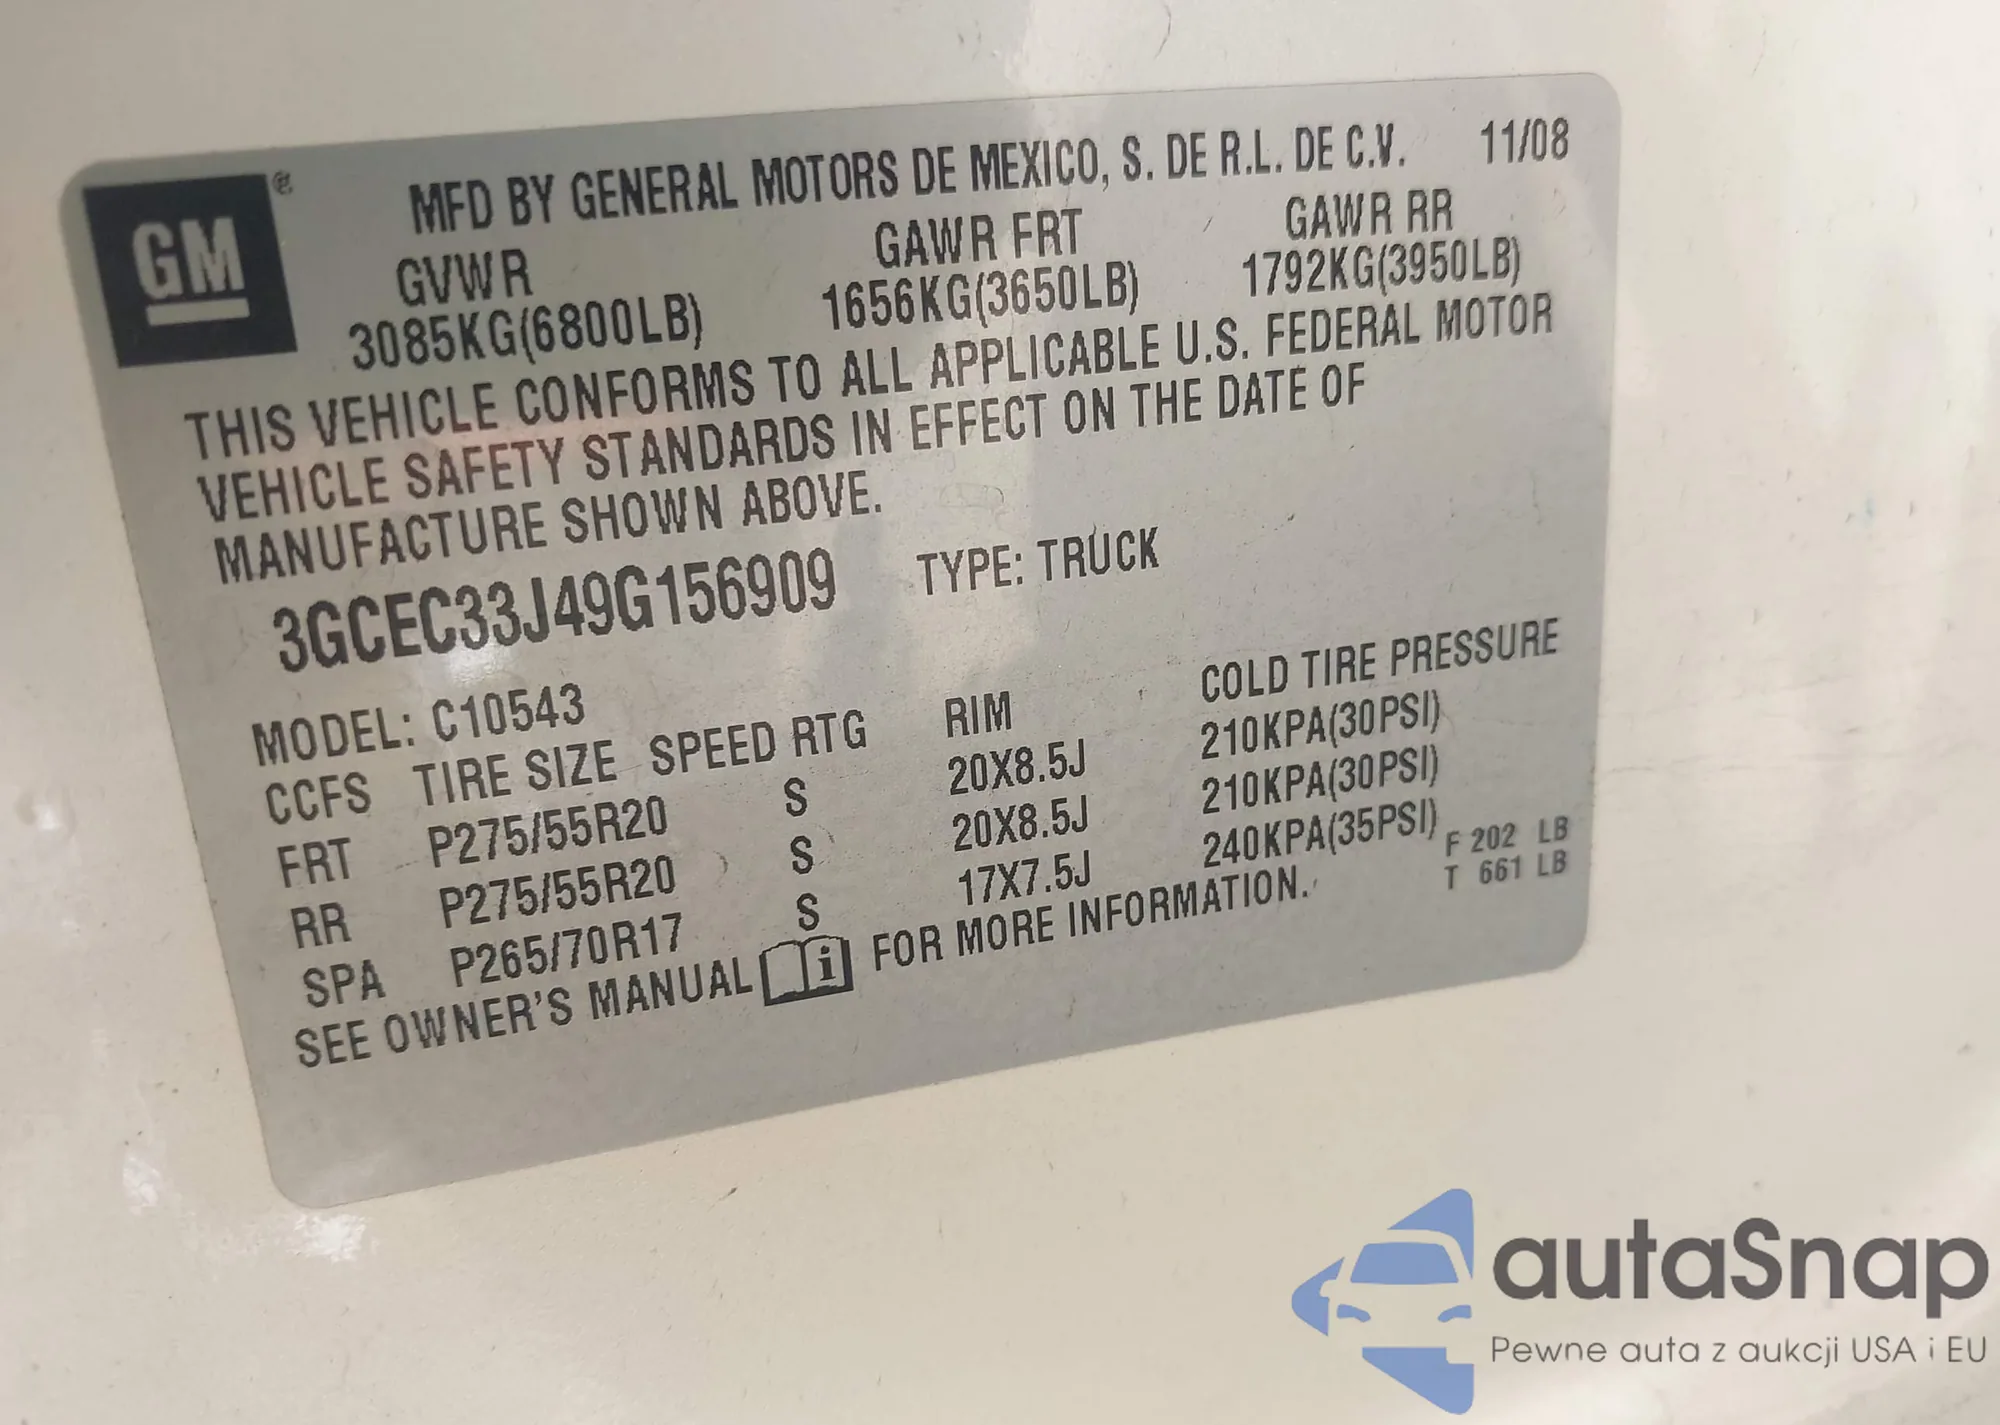 GM
MFD BY GENERAL MOTORS DE MEXICO, S. DE R.L. DE C.V. 11/08
GVWR GAWR FRT GAWR RR
3085KG(6800LB) 1656KG(3650LB) 1792KG(3950LB)
THIS VEHICLE CONFORMS TO ALL APPLICABLE U.S. FEDERAL MOTOR
VEHICLE SAFETY STANDARDS IN EFFECT ON THE DATE OF
MANUFACTURE SHOWN ABOVE.
3GCEC33J49G156909 TYPE: TRUCK
MODEL: C10543
CCFS TIRE SIZE SPEED RTG RIM COLD TIRE PRESSURE
FRT P275/55R20 S 20X8.5J 210KPA(30PSI)
RR P275/55R20 S 20X8.5J 210KPA(30PSI)
SPA P265/70R17 S 17X7.5J 240KPA(35PSI)
F 202 LB
T 661 LB
SEE OWNER'S MANUAL i FOR MORE INFORMATION.
autaSnap
Pewne auta z aukcji USA i EU